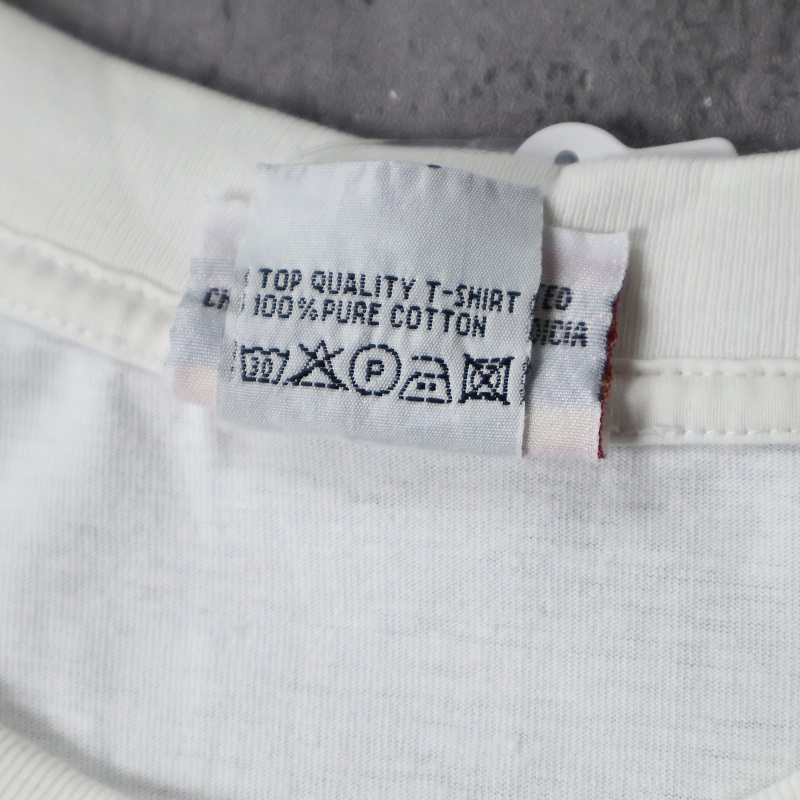 TOP QUALITY T-SHIRT
100% PURE COTTON
30 P